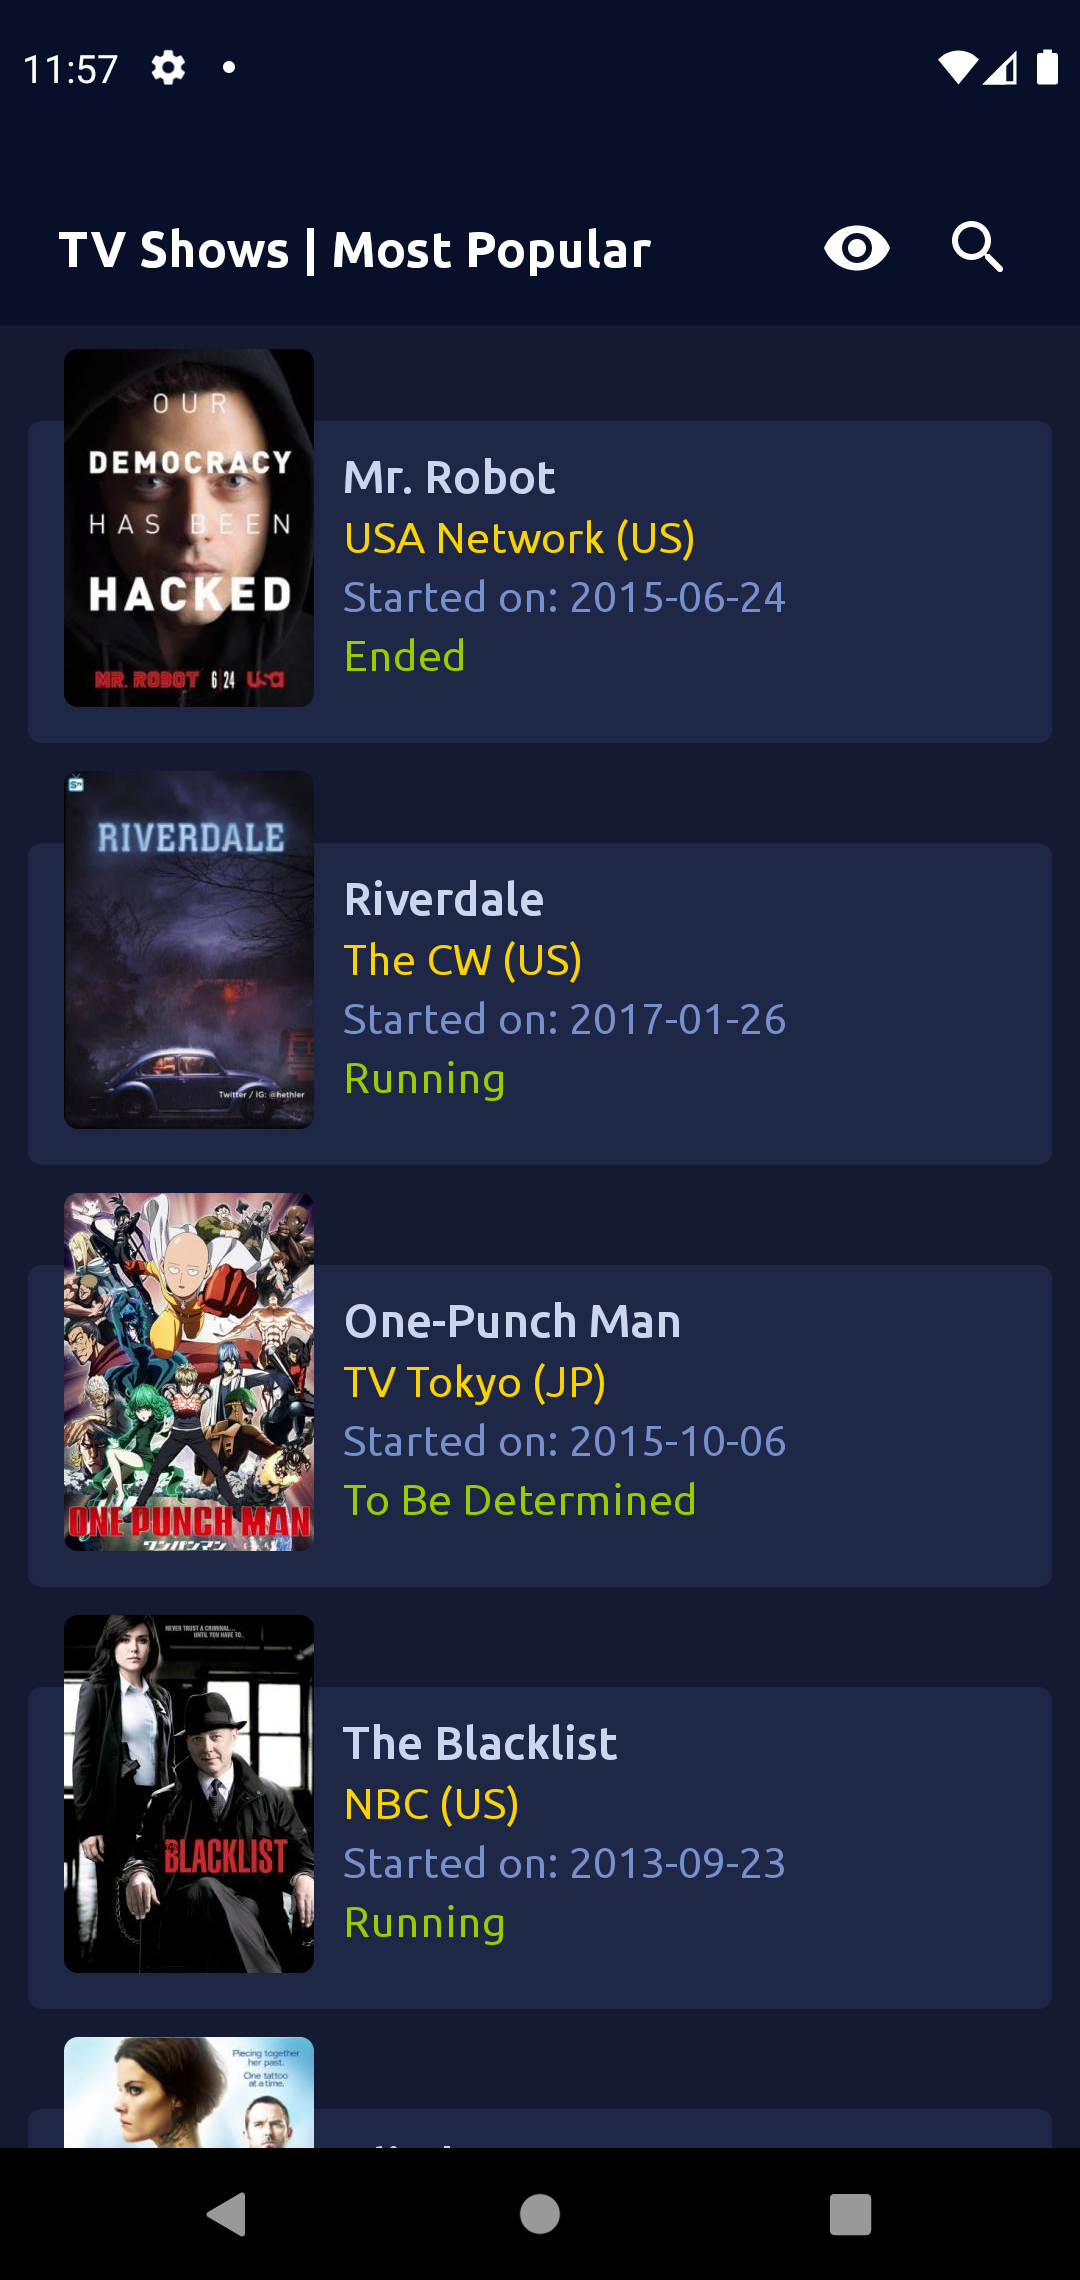 11:57
TV Shows | Most Popular
OUR
DEMOCRACY
HAS BEEN
HACKED
MR. ROBOT 6|24 USA
Mr. Robot
USA Network (US)
Started on: 2015-06-24
Ended
RIVERDALE
Twitter / IG: @hethler
Riverdale
The CW (US)
Started on: 2017-01-26
Running
ONE PUNCH MAN
ワンパンマン
One-Punch Man
TV Tokyo (JP)
Started on: 2015-10-06
To Be Determined
NEVER TRUST A CRIMINAL...
UNTIL YOU HAVE TO.
BLACKLIST
The Blacklist
NBC (US)
Started on: 2013-09-23
Running
Piecing together
her past.
One tattoo
at a time.